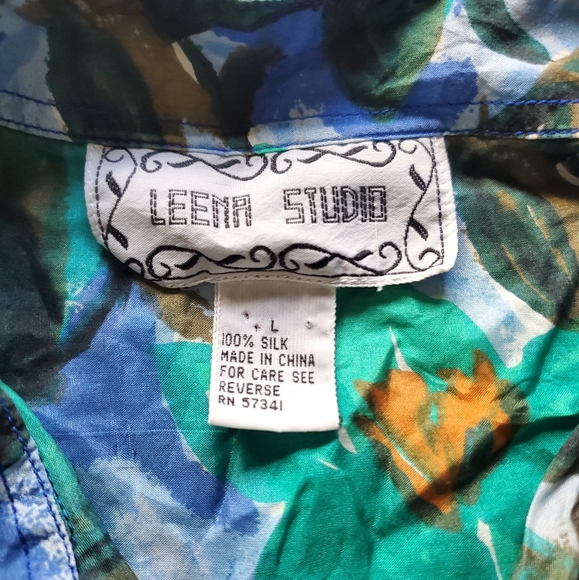 LEENA STUDIO
L
100% SILK
MADE IN CHINA
FOR CARE SEE
REVERSE
RN 57341